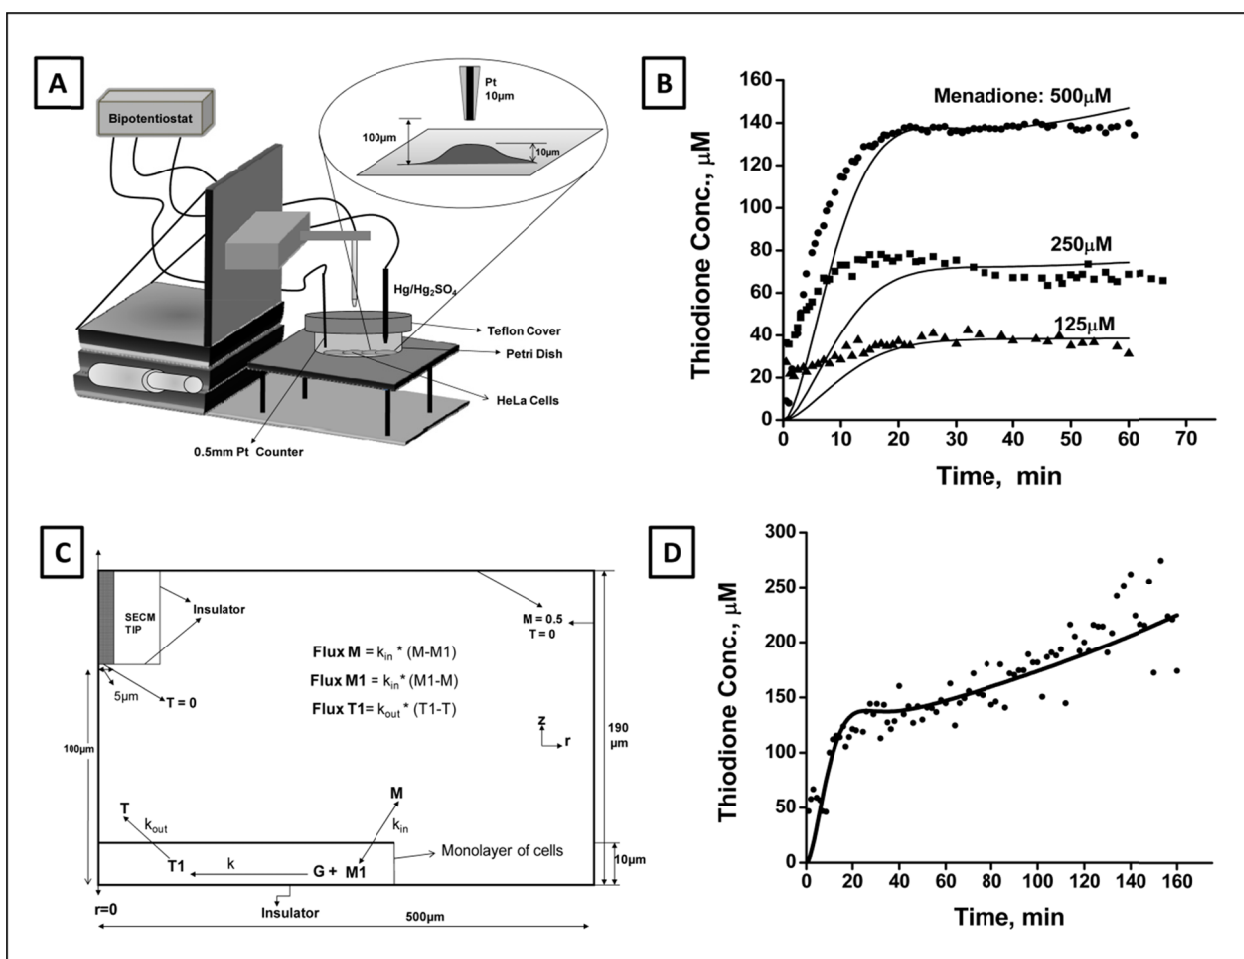 A
Bipotentiostat
Pt
10µm
100µm
10µm
Hg/Hg₂SO₄
Teflon Cover
Petri Dish
HeLa Cells
0.5mm Pt Counter
B
Thiodione Conc., µM
160
140
120
100
80
60
40
20
0
Menadione: 500µM
250µM
125µM
0 10 20 30 40 50 60 70
Time, min
C
SECM
TIP
Insulator
M = 0.5
T = 0
5µm
T = 0
Flux M = kin * (M-M1)
Flux M1 = kin* (M1-M)
Flux T1= kout * (T1-T)
z
r
190
µm
100µm
T
M
kout
kin
T1
k
G + M1
Monolayer of cells
10µm
r=0
Insulator
500µm
D
Thiodione Conc., µM
300
250
200
150
100
50
0
0 20 40 60 80 100 120 140 160
Time, min